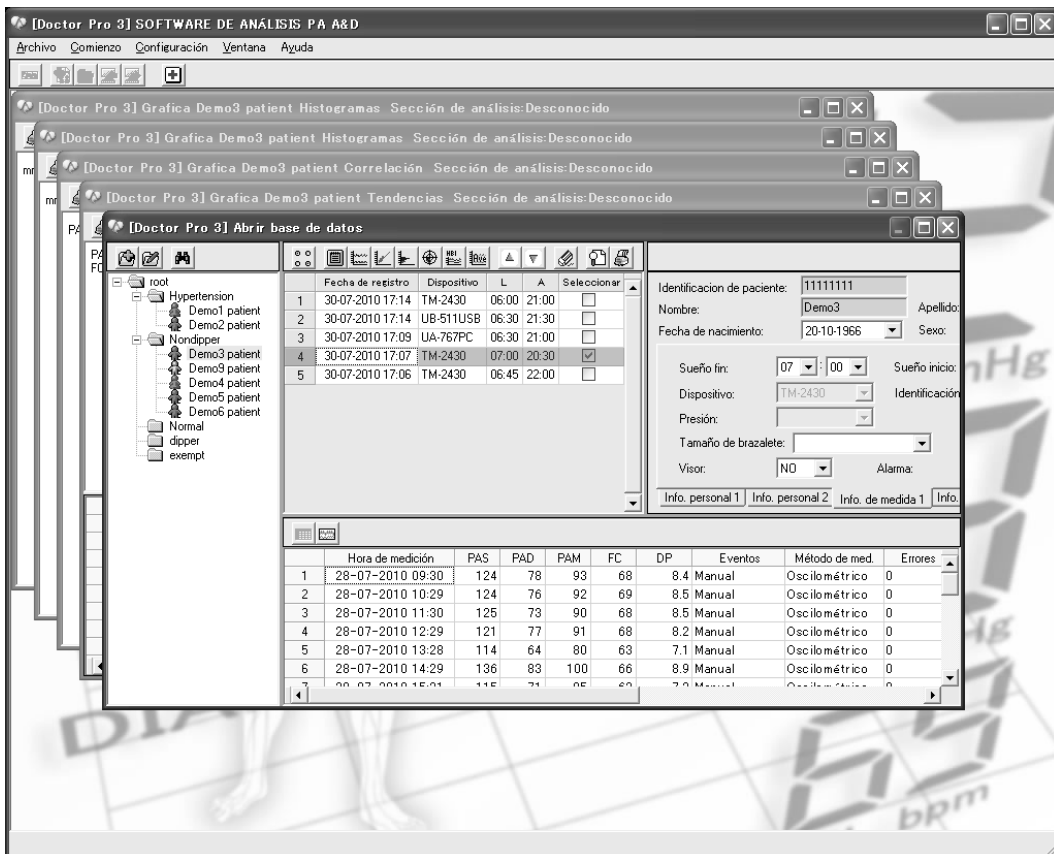 [Doctor Pro 3] SOFTWARE DE ANÁLISIS PA A&D
Archivo Comienzo Configuración Ventana Ayuda
[Doctor Pro 3] Grafica Demo3 patient Histogramas Sección de análisis:Desconocido
[Doctor Pro 3] Grafica Demo3 patient Histogramas Sección de análisis:Desconocido
[Doctor Pro 3] Grafica Demo3 patient Correlación Sección de análisis:Desconocido
[Doctor Pro 3] Grafica Demo3 patient Tendencias Sección de análisis:Desconocido
[Doctor Pro 3] Abrir base de datos
root
Hypertension
Demo1 patient
Demo2 patient
Nondipper
Demo3 patient
Demo9 patient
Demo4 patient
Demo5 patient
Demo6 patient
Normal
dipper
exempt
Fecha de registro Dispositivo L A Seleccionar
1 30-07-2010 17:14 TM-2430 06:00 21:00
2 30-07-2010 17:14 UB-511USB 06:30 21:30
3 30-07-2010 17:09 UA-767PC 06:30 21:00
4 30-07-2010 17:07 TM-2430 07:00 20:30
5 30-07-2010 17:06 TM-2430 06:45 22:00
Identificacion de paciente: 11111111
Nombre: Demo3 Apellido:
Fecha de nacimiento: 20-10-1966 Sexo:
Sueño fin: 07 : 00 Sueño inicio:
Dispositivo: TM-2430 Identificación
Presión:
Tamaño de brazalete:
Visor: NO Alarma:
Info. personal 1 Info. personal 2 Info. de medida 1 Info.
Hora de medición PAS PAD PAM FC DP Eventos Método de med. Errores
1 28-07-2010 09:30 124 78 93 68 8.4 Manual Oscilométrico 0
2 28-07-2010 10:29 124 76 92 69 8.5 Manual Oscilométrico 0
3 28-07-2010 11:30 125 73 90 68 8.5 Manual Oscilométrico 0
4 28-07-2010 12:29 121 77 91 68 8.2 Manual Oscilométrico 0
5 28-07-2010 13:28 114 64 80 63 7.1 Manual Oscilométrico 0
6 28-07-2010 14:29 136 83 100 66 8.9 Manual Oscilométrico 0
mmHg
DIA
bpm